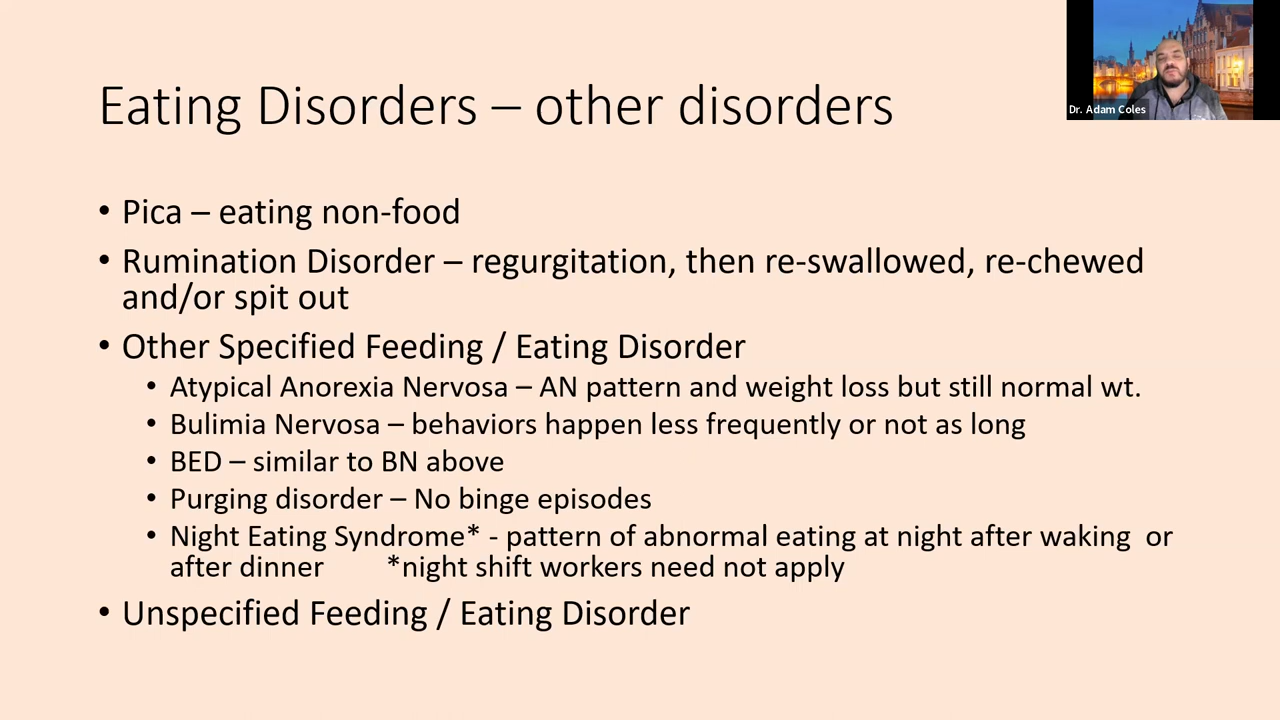 Eating Disorders – other disorders
Dr. Adam Coles
• Pica – eating non-food
• Rumination Disorder – regurgitation, then re-swallowed, re-chewed
and/or spit out
• Other Specified Feeding / Eating Disorder
• Atypical Anorexia Nervosa – AN pattern and weight loss but still normal wt.
• Bulimia Nervosa – behaviors happen less frequently or not as long
• BED – similar to BN above
• Purging disorder – No binge episodes
• Night Eating Syndrome* - pattern of abnormal eating at night after waking or
after dinner *night shift workers need not apply
• Unspecified Feeding / Eating Disorder